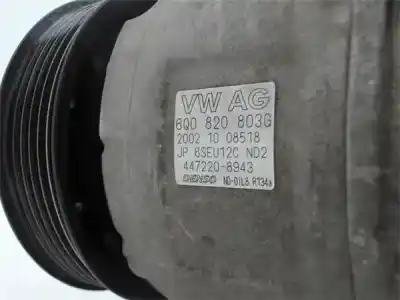 VW AG
6Q0 820 803G
2002 10 08518
JP 6SEU12C ND2
447220-8943
DENSO ND-OIL8 R134a